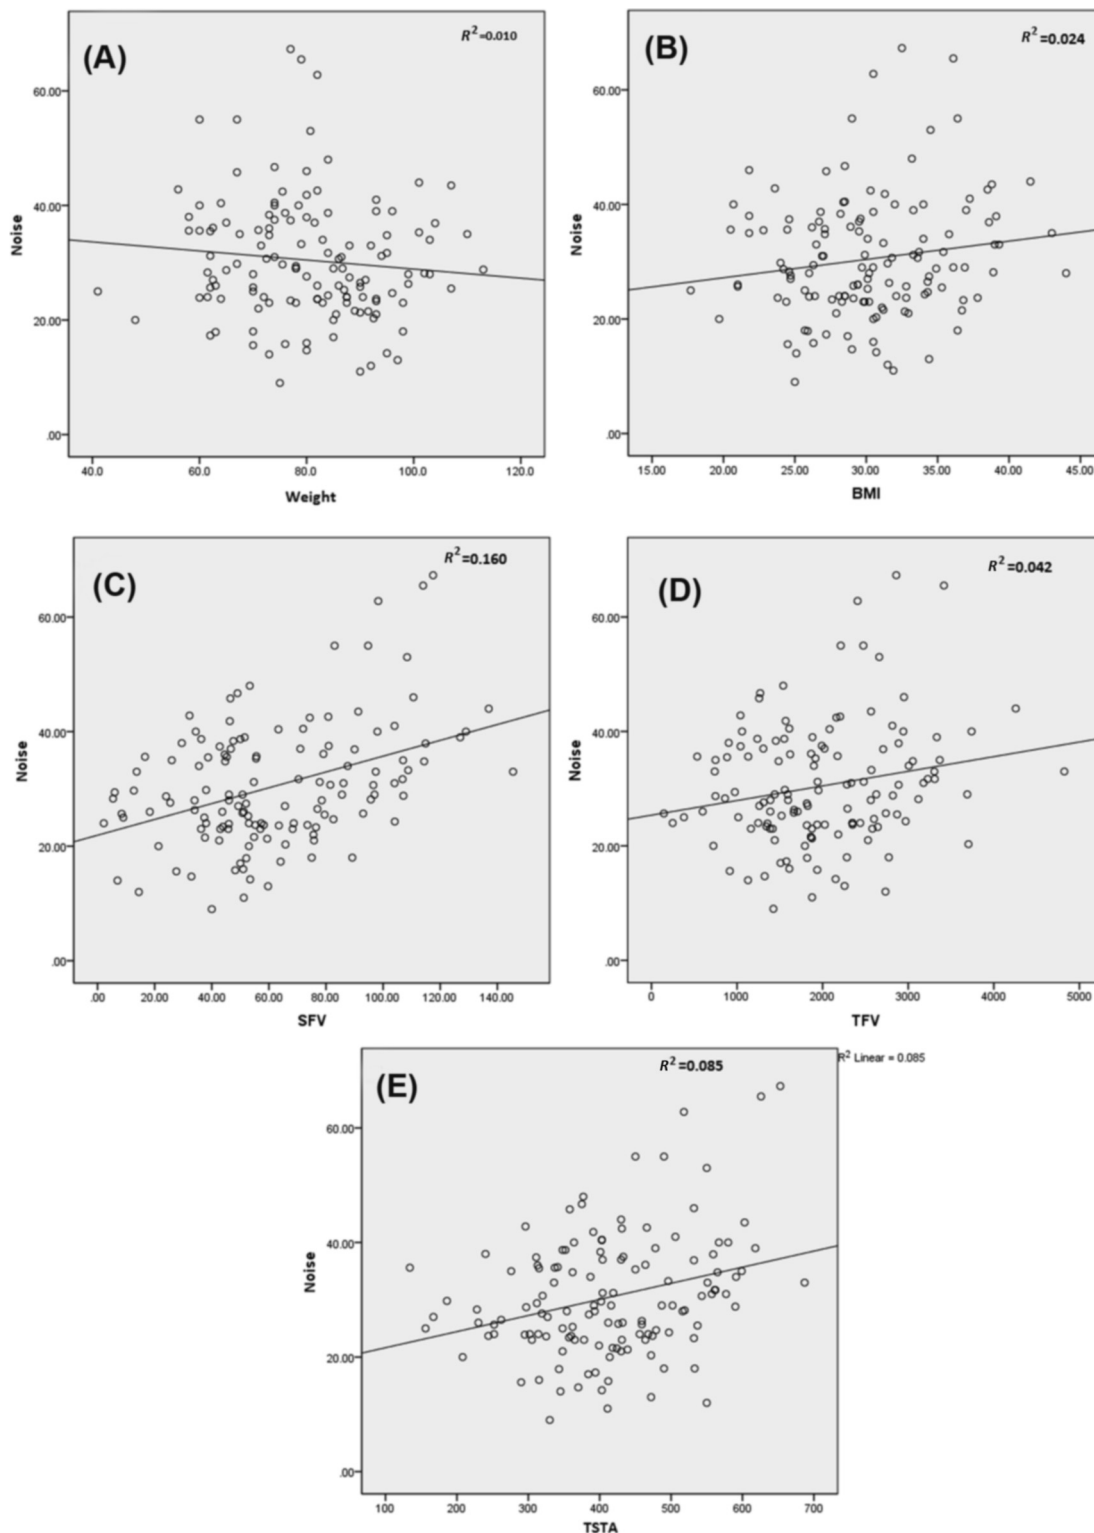 (A)
R²=0.010
Noise
60.00
40.00
20.00
.00
40.0 60.0 80.0 100.0 120.0
Weight
(B)
R²=0.024
Noise
60.00
40.00
20.00
.00
15.00 20.00 25.00 30.00 35.00 40.00 45.00
BMI
(C)
R²=0.160
Noise
60.00
40.00
20.00
.00
.00 20.00 40.00 60.00 80.00 100.00 120.00 140.00
SFV
(D)
R²=0.042
Noise
60.00
40.00
20.00
.00
0 1000 2000 3000 4000 5000
TFV
(E)
R²=0.085
R² Linear = 0.085
Noise
60.00
40.00
20.00
.00
100 200 300 400 500 600 700
TSTA